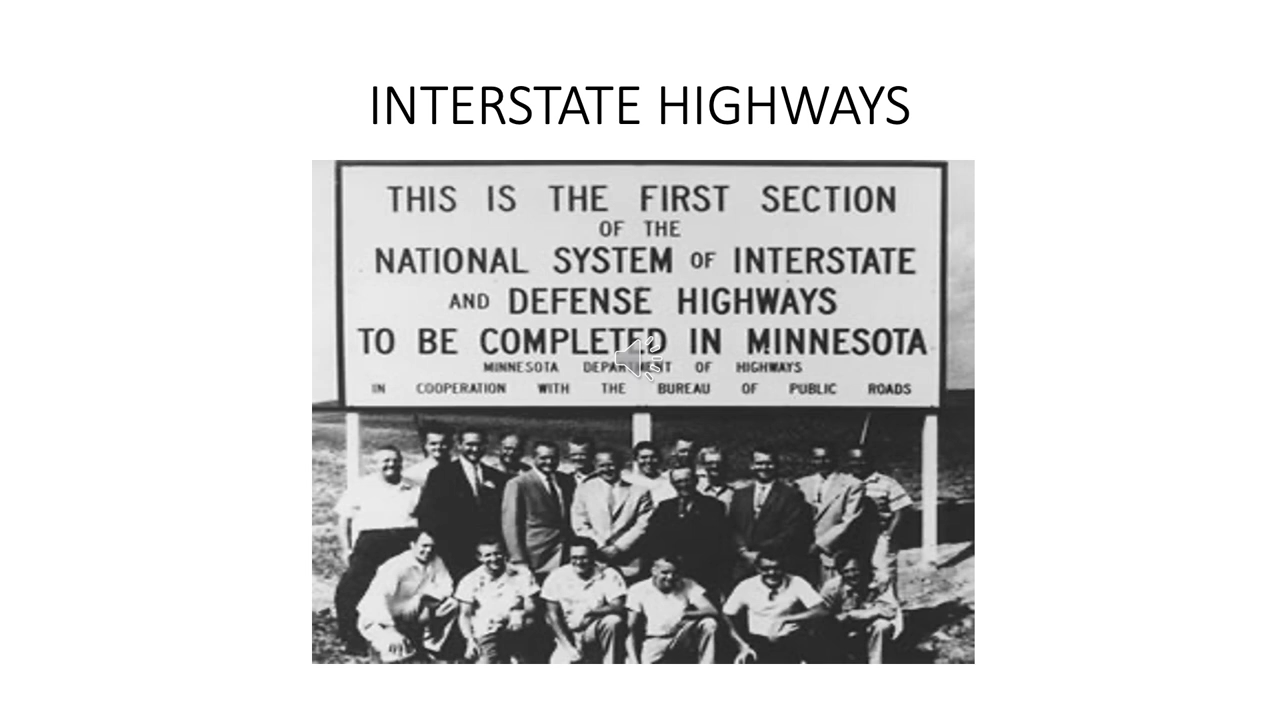 INTERSTATE HIGHWAYS
THIS IS THE FIRST SECTION
OF THE
NATIONAL SYSTEM OF INTERSTATE
AND DEFENSE HIGHWAYS
TO BE COMPLETED IN MINNESOTA
MINNESOTA DEPARTMENT OF HIGHWAYS
IN COOPERATION WITH THE BUREAU OF PUBLIC ROADS